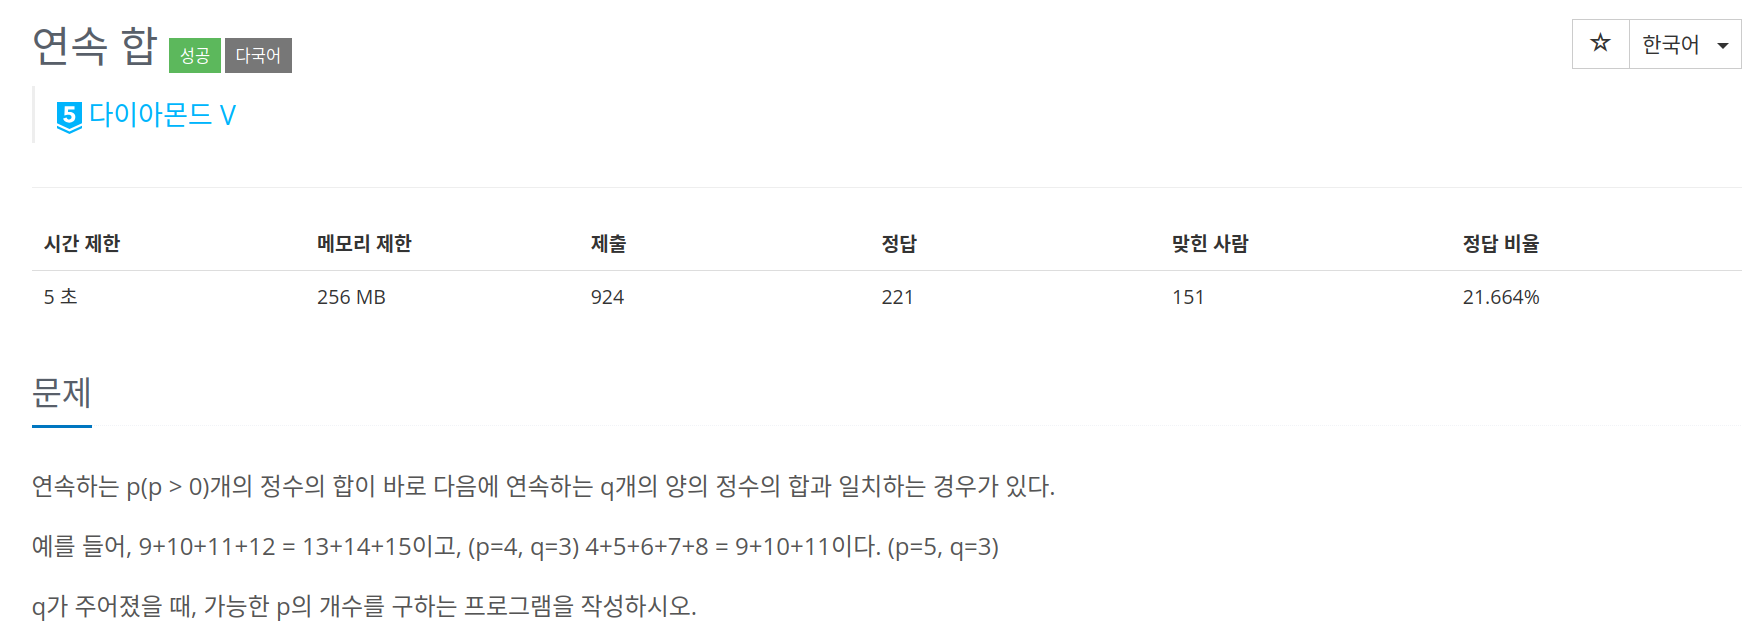 연속 합 성공 다국어 ☆ 한국어
5 다이아몬드 V
시간 제한 메모리 제한 제출 정답 맞힌 사람 정답 비율
5 초 256 MB 924 221 151 21.664%
문제
연속하는 p(p > 0)개의 정수의 합이 바로 다음에 연속하는 q개의 양의 정수의 합과 일치하는 경우가 있다.
예를 들어, 9+10+11+12 = 13+14+15이고, (p=4, q=3) 4+5+6+7+8 = 9+10+11이다. (p=5, q=3)
q가 주어졌을 때, 가능한 p의 개수를 구하는 프로그램을 작성하시오.